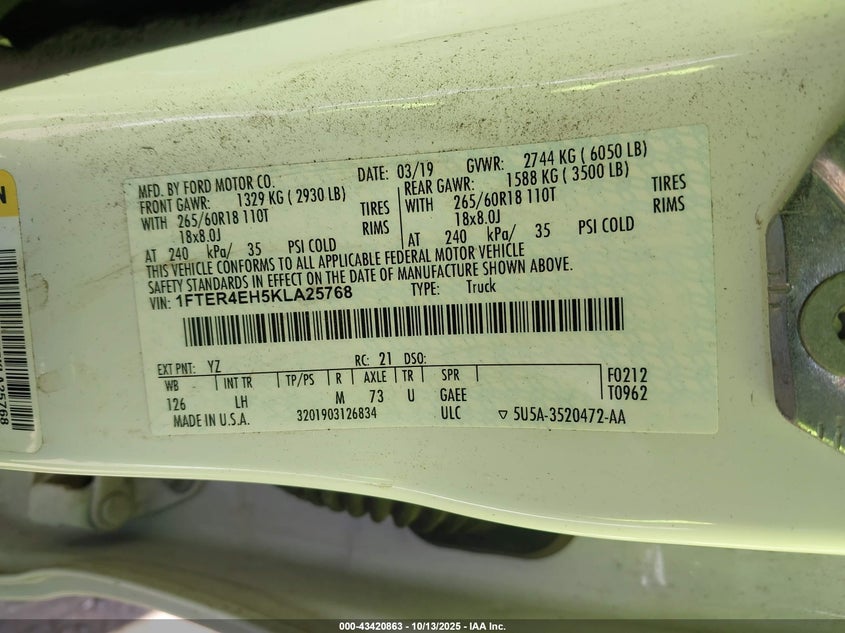 MFD. BY FORD MOTOR CO. DATE: 03/19 GVWR: 2744 KG ( 6050 LB)
FRONT GAWR: 1329 KG ( 2930 LB) REAR GAWR: 1588 KG ( 3500 LB)
WITH 265/60R18 110T TIRES WITH 265/60R18 110T TIRES
18x8.0J RIMS 18x8.0J RIMS
AT 240 kPa/ 35 PSI COLD AT 240 kPa/ 35 PSI COLD
THIS VEHICLE CONFORMS TO ALL APPLICABLE FEDERAL MOTOR VEHICLE
SAFETY STANDARDS IN EFFECT ON THE DATE OF MANUFACTURE SHOWN ABOVE.
VIN: 1FTER4EH5KLA25768 TYPE: Truck
EXT PNT: YZ RC: 21 DSO:
WB INT TR TP/PS R AXLE TR SPR F0212
126 LH M 73 U GAEE T0962
MADE IN U.S.A. 3201903126834 ULC ▽ 5U5A-3520472-AA
000-43420863 - 10/13/2025 - IAA Inc.